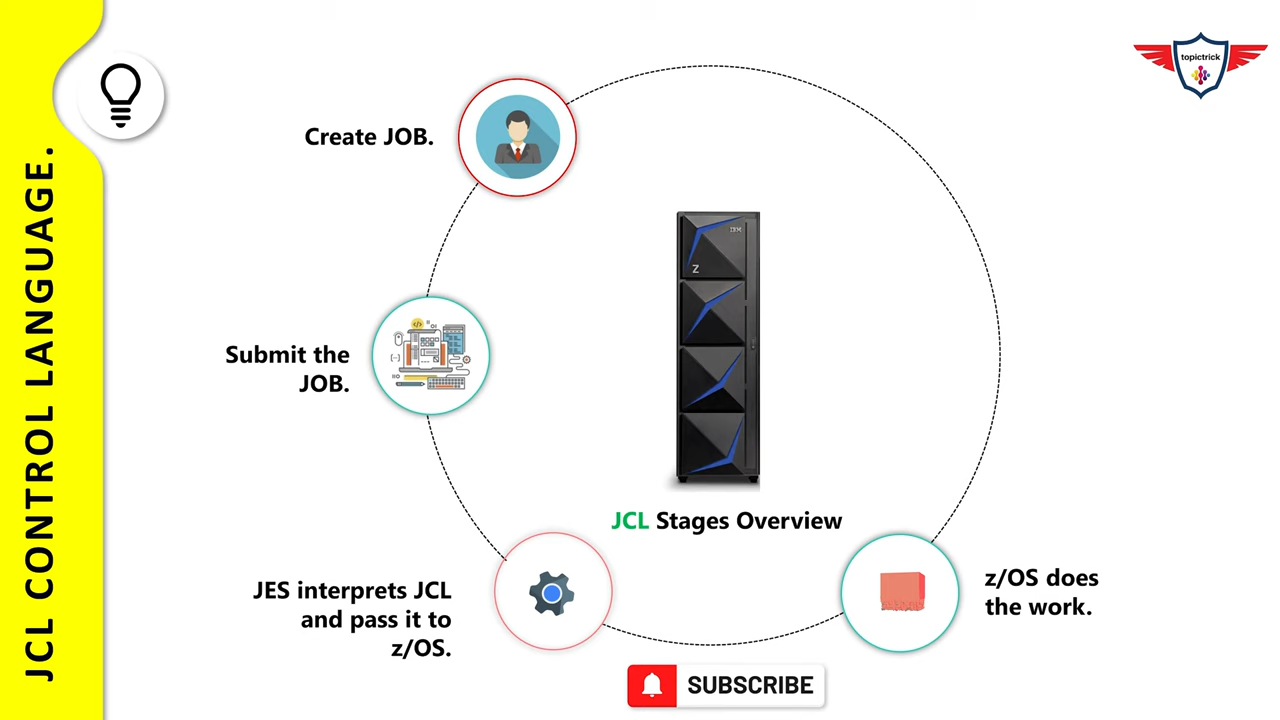 JCL CONTROL LANGUAGE.
topictrick
Create JOB.
IBM
Z
Submit the
JOB.
JCL Stages Overview
JES interprets JCL
and pass it to
z/OS.
z/OS does
the work.
SUBSCRIBE